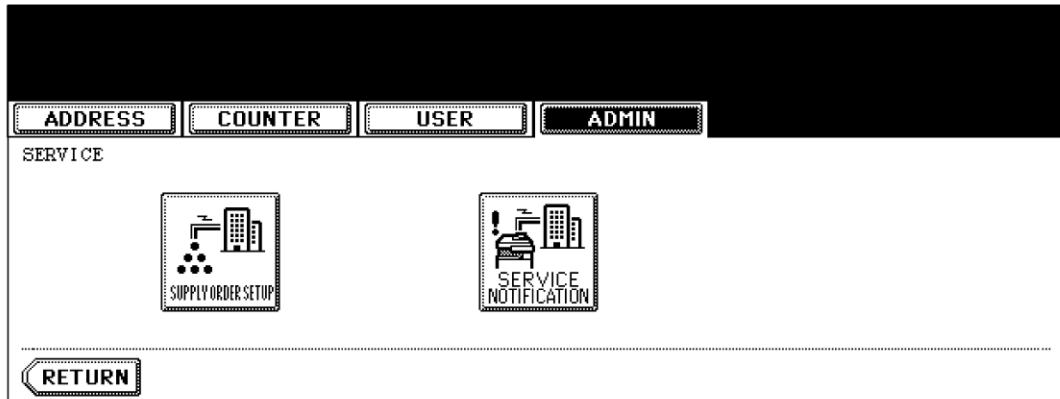 ADDRESS COUNTER USER ADMIN
SERVICE
SUPPLY ORDER SETUP
SERVICE
NOTIFICATION
RETURN